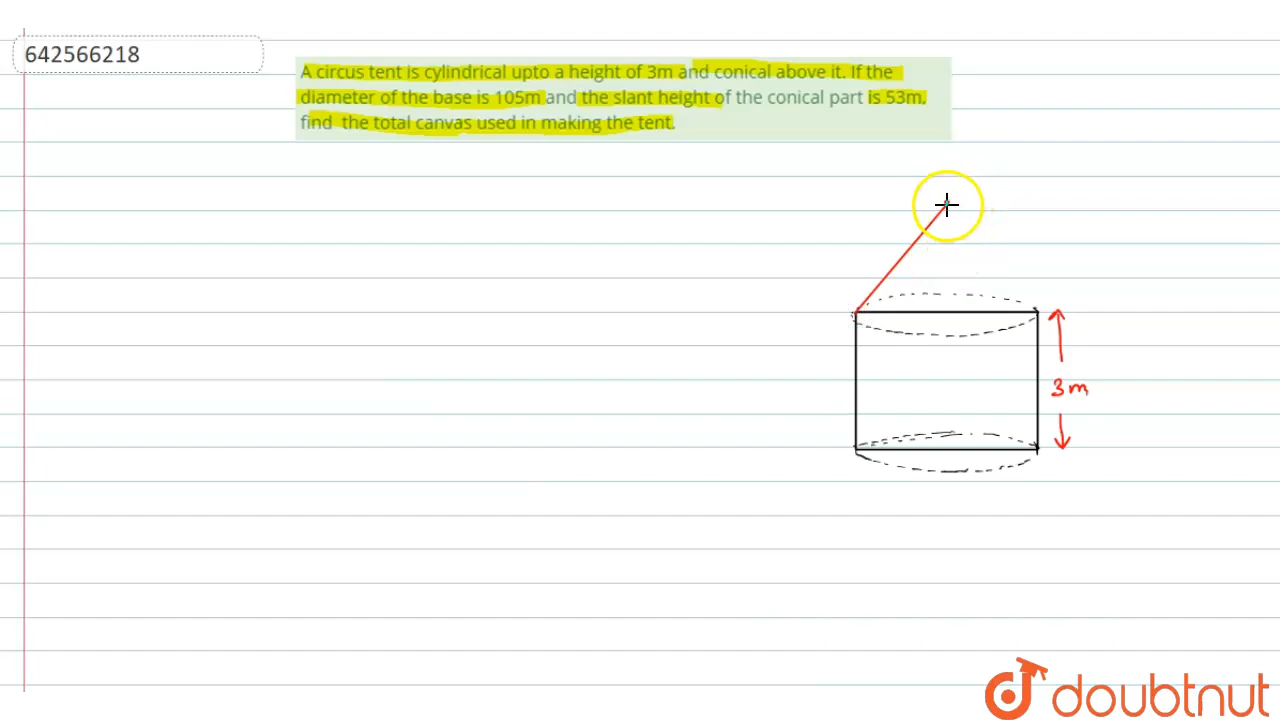 642566218
A circus tent is cylindrical upto a height of 3m and conical above it. If the
diameter of the base is 105m and the slant height of the conical part is 53m,
find the total canvas used in making the tent.
3m
doubtnut